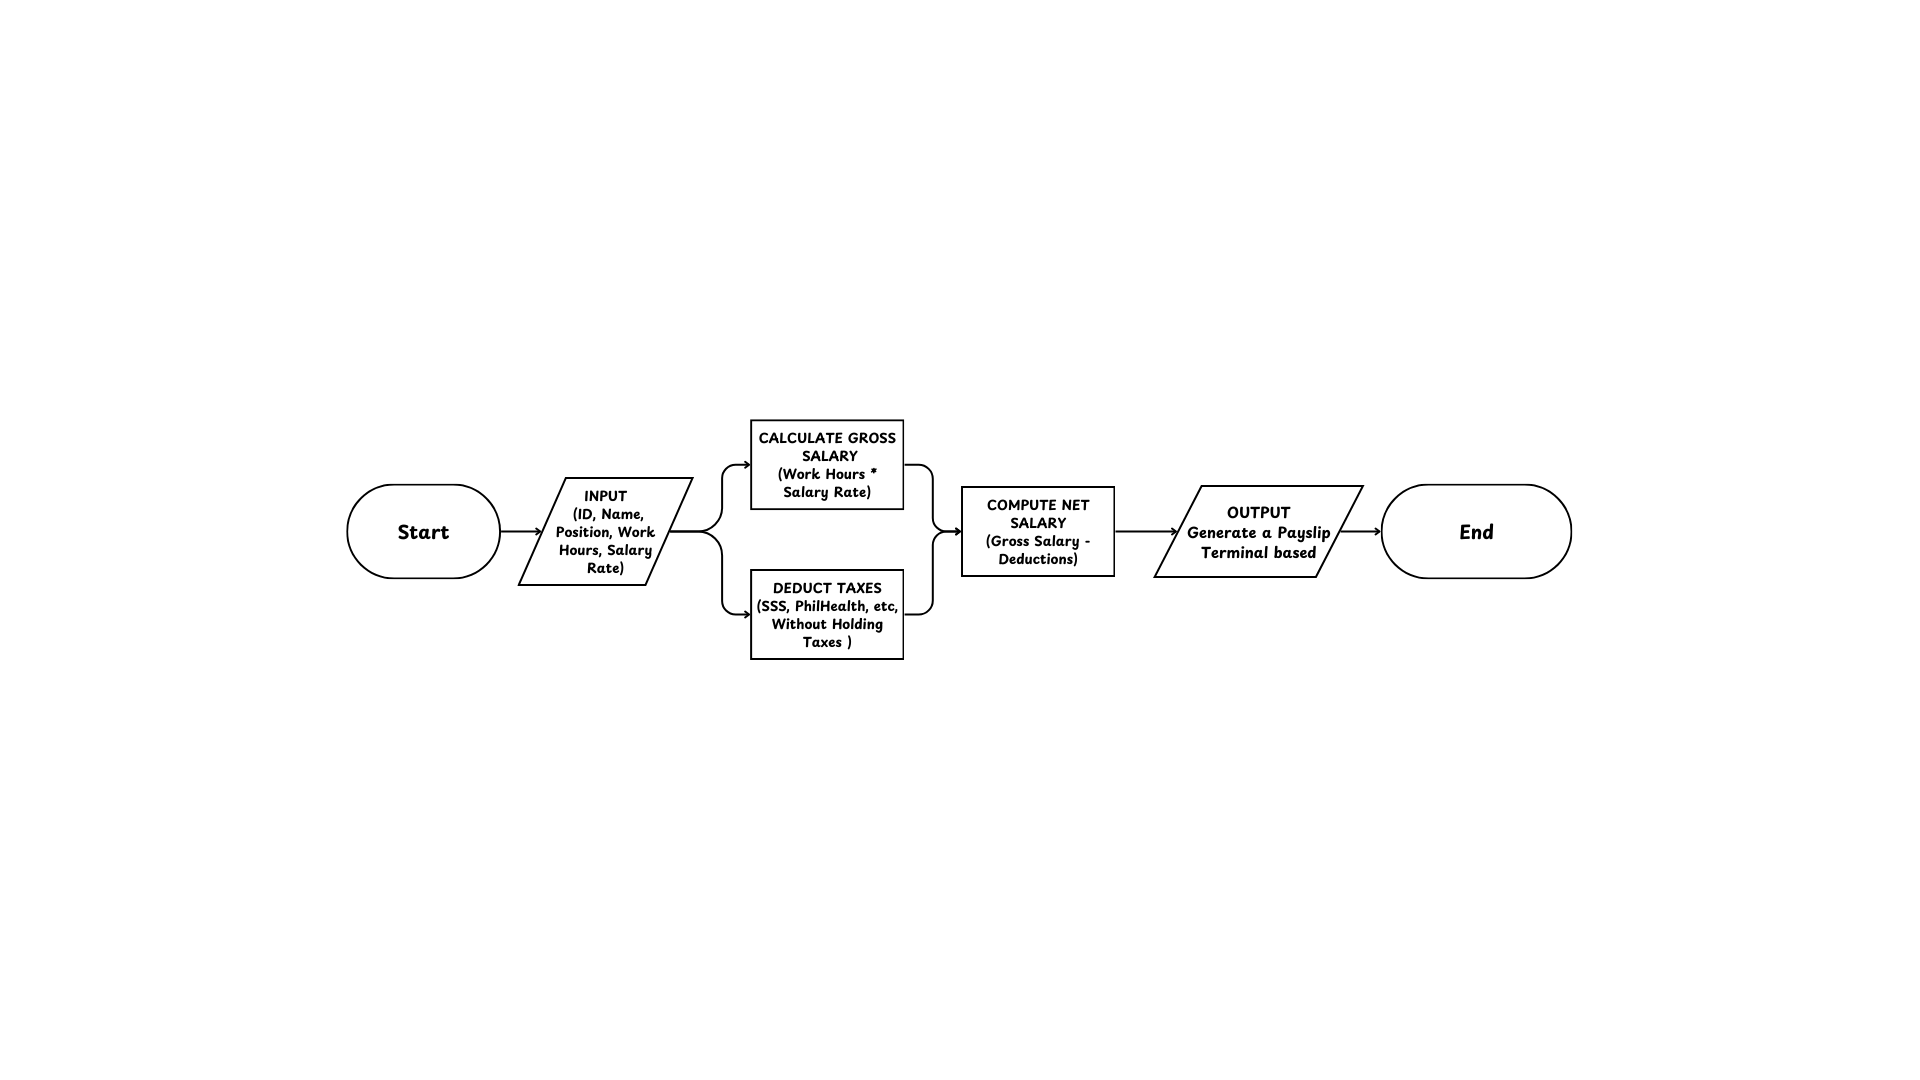 Start
INPUT
(ID, Name,
Position, Work
Hours, Salary
Rate)
CALCULATE GROSS
SALARY
(Work Hours *
Salary Rate)
DEDUCT TAXES
(SSS, PhilHealth, etc,
Without Holding
Taxes )
COMPUTE NET
SALARY
(Gross Salary -
Deductions)
OUTPUT
Generate a Payslip
Terminal based
End